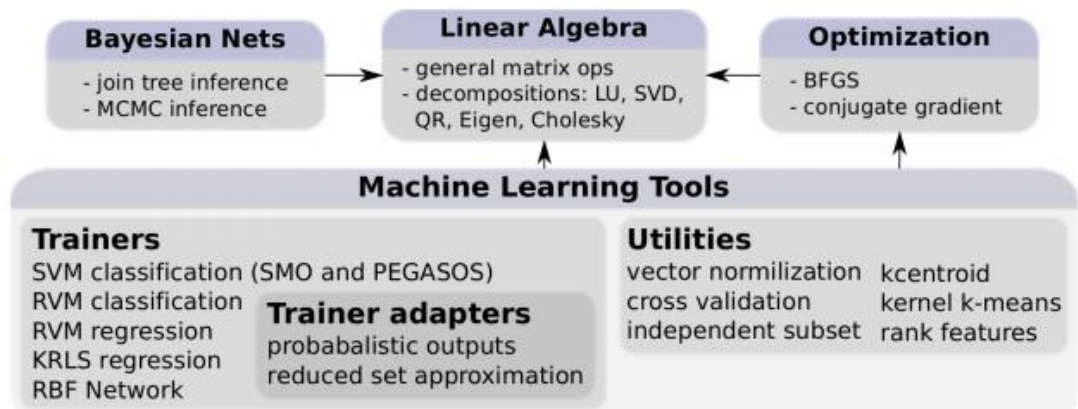 Bayesian Nets
- join tree inference
- MCMC inference
Linear Algebra
- general matrix ops
- decompositions: LU, SVD,
QR, Eigen, Cholesky
Optimization
- BFGS
- conjugate gradient
Machine Learning Tools
Trainers
SVM classification (SMO and PEGASOS)
RVM classification
RVM regression
KRLS regression
RBF Network
Trainer adapters
probabalistic outputs
reduced set approximation
Utilities
vector normilization
cross validation
independent subset
kcentroid
kernel k-means
rank features